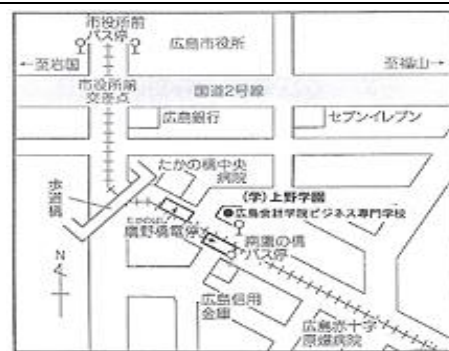 市役所前
バス停
広島市役所
←至岩国
至福山→
市役所前
交差点
国道2号線
広島銀行
セブンイレブン
たかの橋中央
病院
歩道橋
(学)上野学園
広島会計学院ビジネス専門学校
鷹野橋電停
南鷹の橋
バス停
N
広島信用
金庫
広島赤十字
原爆病院